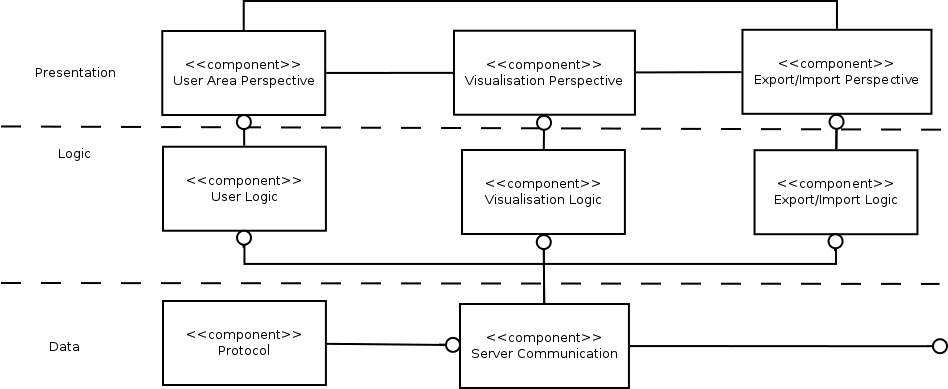 Presentation
<<component>>
User Area Perspective
<<component>>
Visualisation Perspective
<<component>>
Export/Import Perspective
Logic
<<component>>
User Logic
<<component>>
Visualisation Logic
<<component>>
Export/Import Logic
Data
<<component>>
Protocol
<<component>>
Server Communication